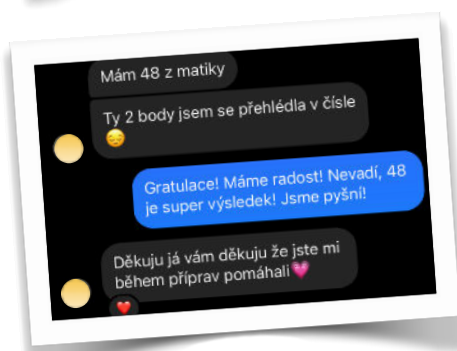 Mám 48 z matiky
Ty 2 body jsem se přehlédla v čísle
😔
Gratulace! Máme radost! Nevadí, 48
je super výsledek! Jsme pyšní!
Děkuju já vám děkuju že jste mi
během příprav pomáhali💗